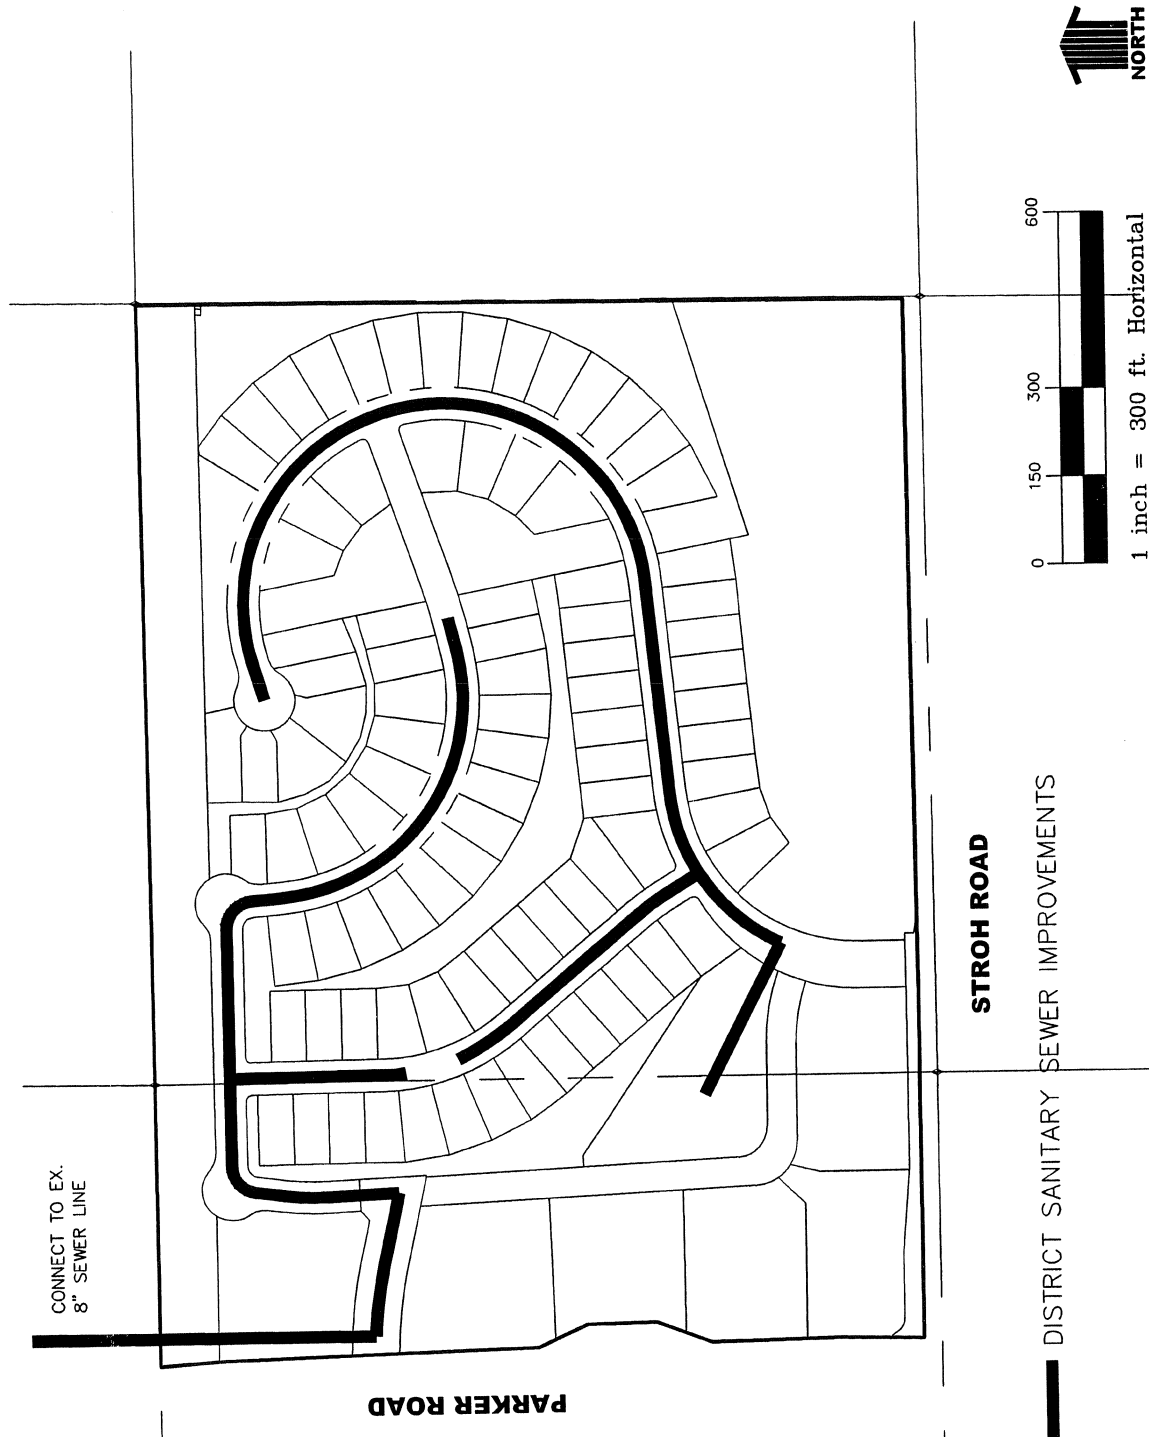 CONNECT TO EX.
8" SEWER LINE
PARKER ROAD
STROH ROAD
DISTRICT SANITARY SEWER IMPROVEMENTS
0 150 300 600
1 inch = 300 ft. Horizontal
NORTH